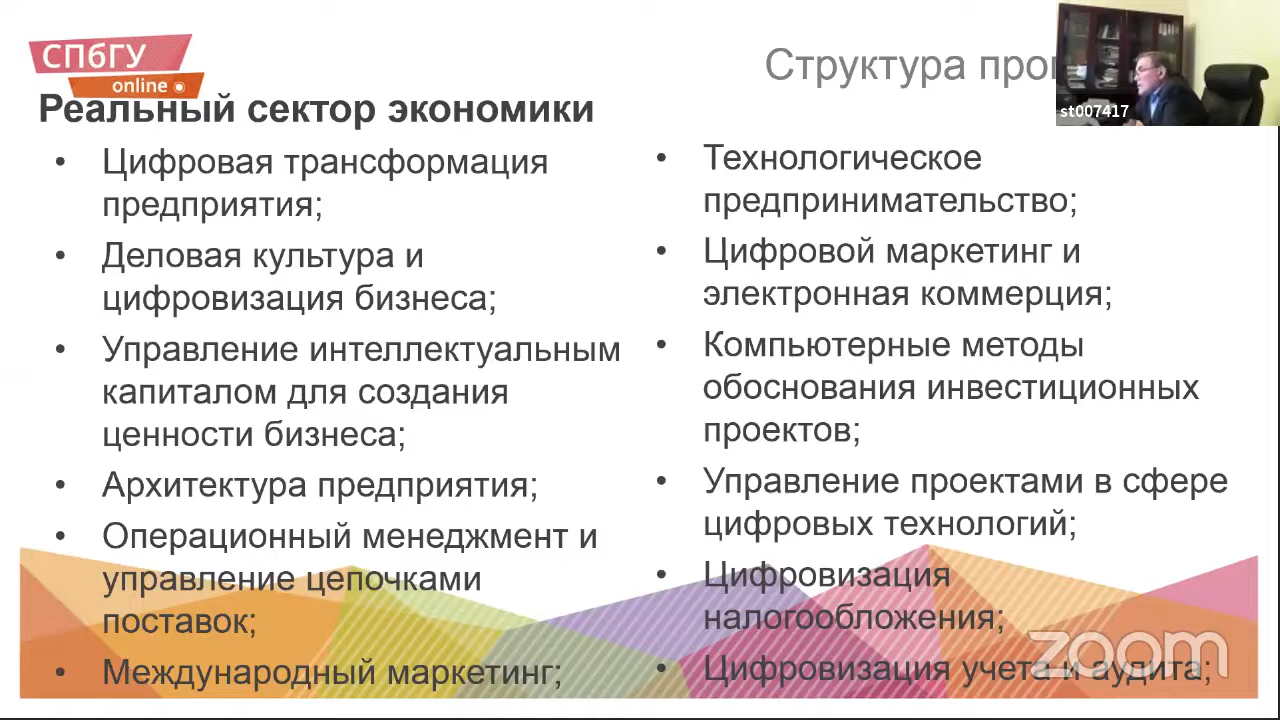 СПбГУ
online
Структура про
st007417
Реальный сектор экономики
• Цифровая трансформация
предприятия;
• Деловая культура и
цифровизация бизнеса;
• Управление интеллектуальным
капиталом для создания
ценности бизнеса;
• Архитектура предприятия;
• Операционный менеджмент и
управление цепочками
поставок;
• Международный маркетинг;
• Технологическое
предпринимательство;
• Цифровой маркетинг и
электронная коммерция;
• Компьютерные методы
обоснования инвестиционных
проектов;
• Управление проектами в сфере
цифровых технологий;
• Цифровизация
налогообложения;
• Цифровизация учета и аудита;
zoom